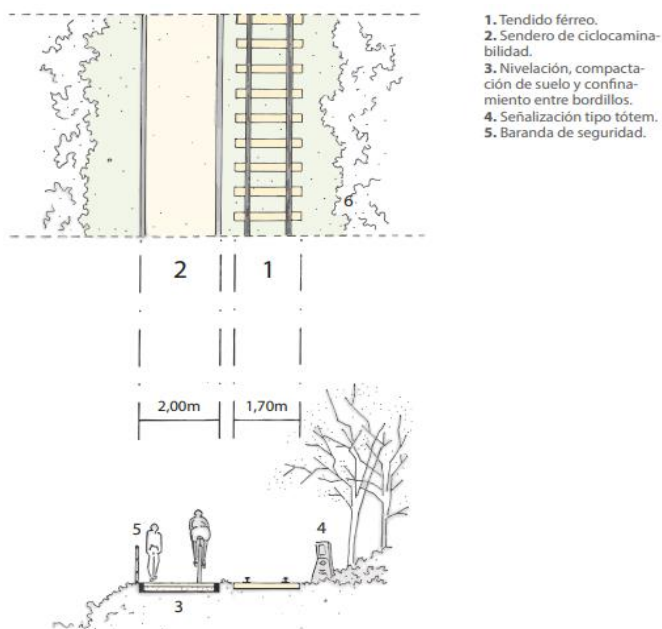 1. Tendido férreo.
2. Sendero de ciclocamina-
bilidad.
3. Nivelación, compacta-
ción de suelo y confina-
miento entre bordillos.
4. Señalización tipo tótem.
5. Baranda de seguridad.
6
2
1
2,00m
1,70m
5
4
3